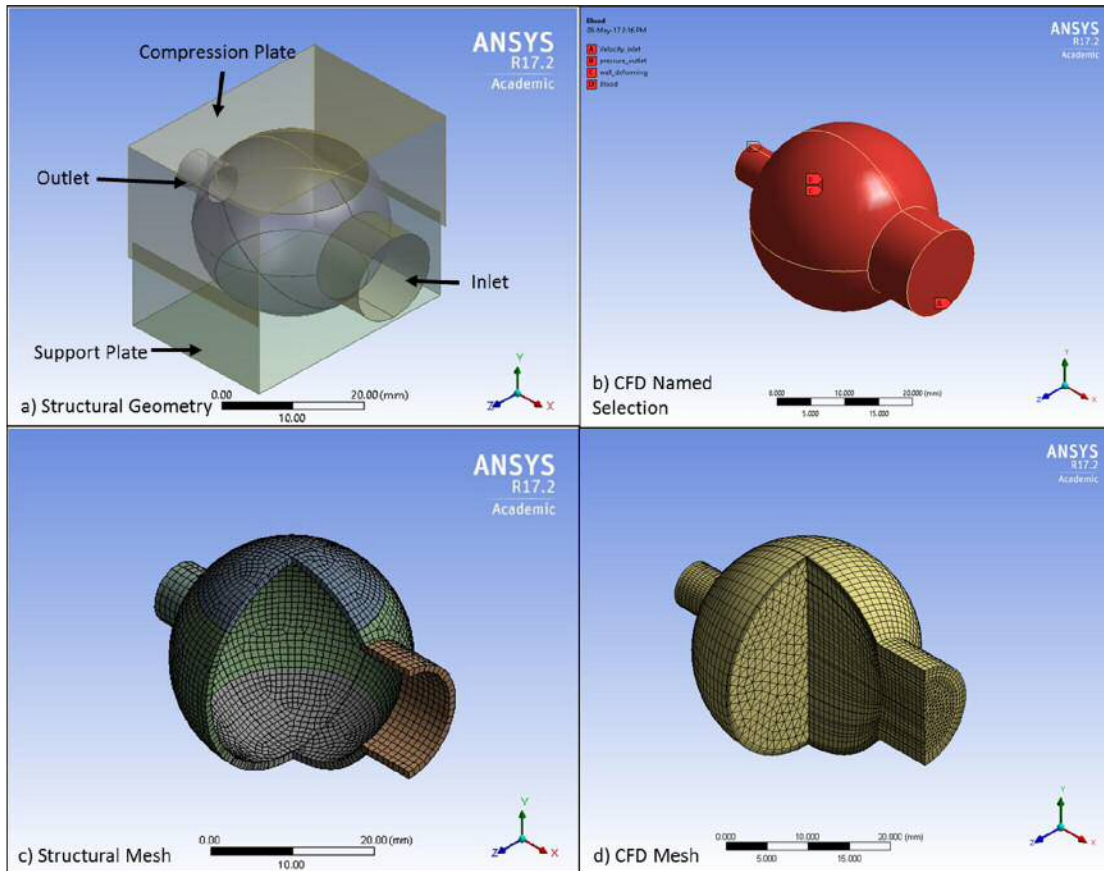 ANSYS
R17.2
Academic
Compression Plate
Outlet
Inlet
Support Plate
0.00
20.00 (mm)
10.00
Y
Z
X
a) Structural Geometry
Blood
A Velocity_inlet
B pressure_outlet
C wall_deforming
D Blood
ANSYS
R17.2
Academic
A
0.000
10.000
20.000 (mm)
5.000
15.000
Y
Z
X
b) CFD Named
Selection
ANSYS
R17.2
Academic
0.00
20.00 (mm)
10.00
Y
Z
X
c) Structural Mesh
ANSYS
R17.2
Academic
0.000
10.000
20.000 (mm)
5.000
15.000
Y
Z
X
d) CFD Mesh